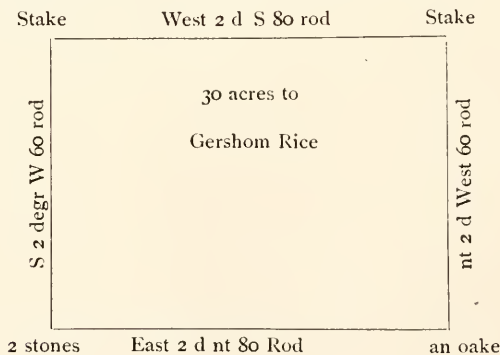 Stake West 2 d S 80 rod Stake
30 acres to
Gershom Rice
S 2 degr W 60 rod
nt 2 d West 60 rod
2 stones East 2 d nt 80 Rod an oake